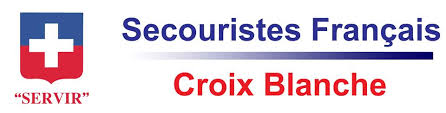 Secouristes Français
Croix Blanche
“SERVIR”